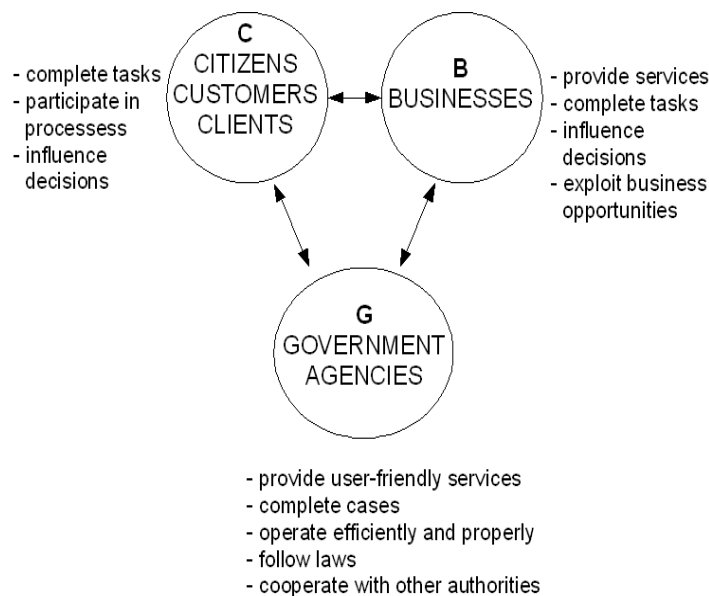 C
CITIZENS
CUSTOMERS
CLIENTS
- complete tasks
- participate in
processess
- influence
decisions
B
BUSINESSES
- provide services
- complete tasks
- influence
decisions
- exploit business
opportunities
G
GOVERNMENT
AGENCIES
- provide user-friendly services
- complete cases
- operate efficiently and properly
- follow laws
- cooperate with other authorities